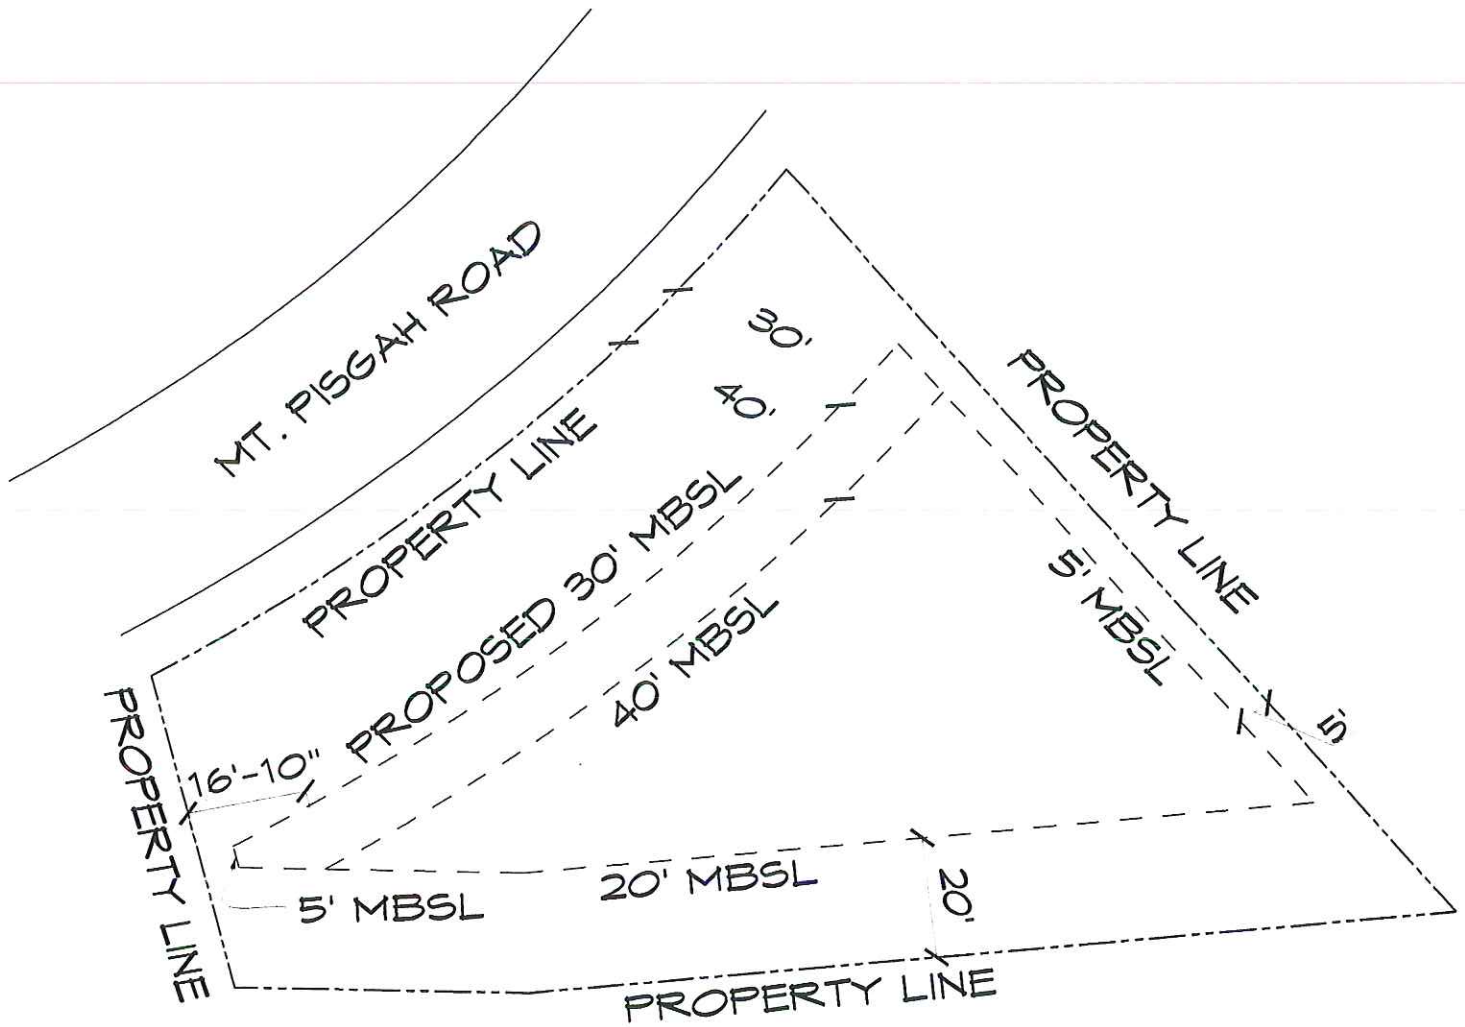 MT. PISGAH ROAD
30'
40'
PROPERTY LINE
PROPERTY LINE
PROPOSED 30' MBSL
40' MBSL
5' MBSL
5'
PROPERTY LINE
16'-10"
5' MBSL
20' MBSL
20'
PROPERTY LINE